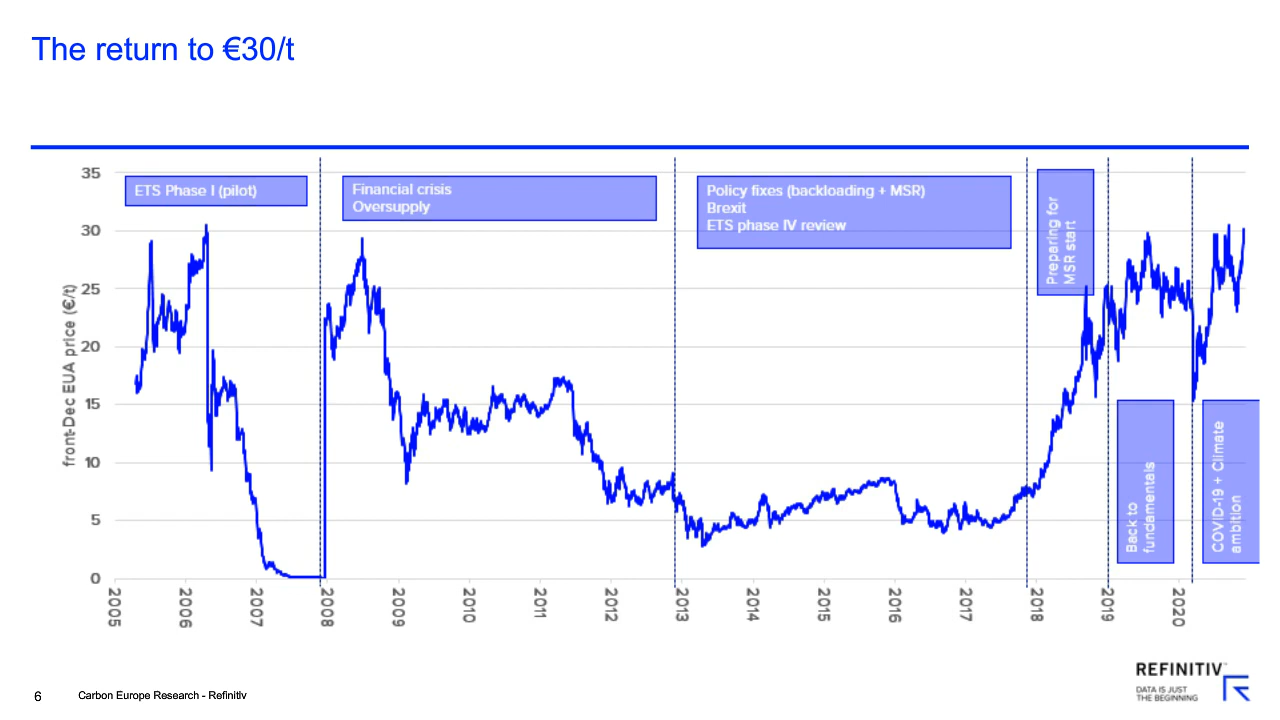 The return to €30/t
35
30
25
20
15
10
5
0
front-Dec EUA price (€/t)
ETS Phase I (pilot)
Financial crisis
Oversupply
Policy fixes (backloading + MSR)
Brexit
ETS phase IV review
Preparing for
MSR start
Back to
fundamentals
COVID-19 + Climate
ambition
2005
2006
2007
2008
2009
2010
2011
2012
2013
2014
2015
2016
2017
2018
2019
2020
6
Carbon Europe Research - Refinitiv
REFINITIV
DATA IS JUST
THE BEGINNING